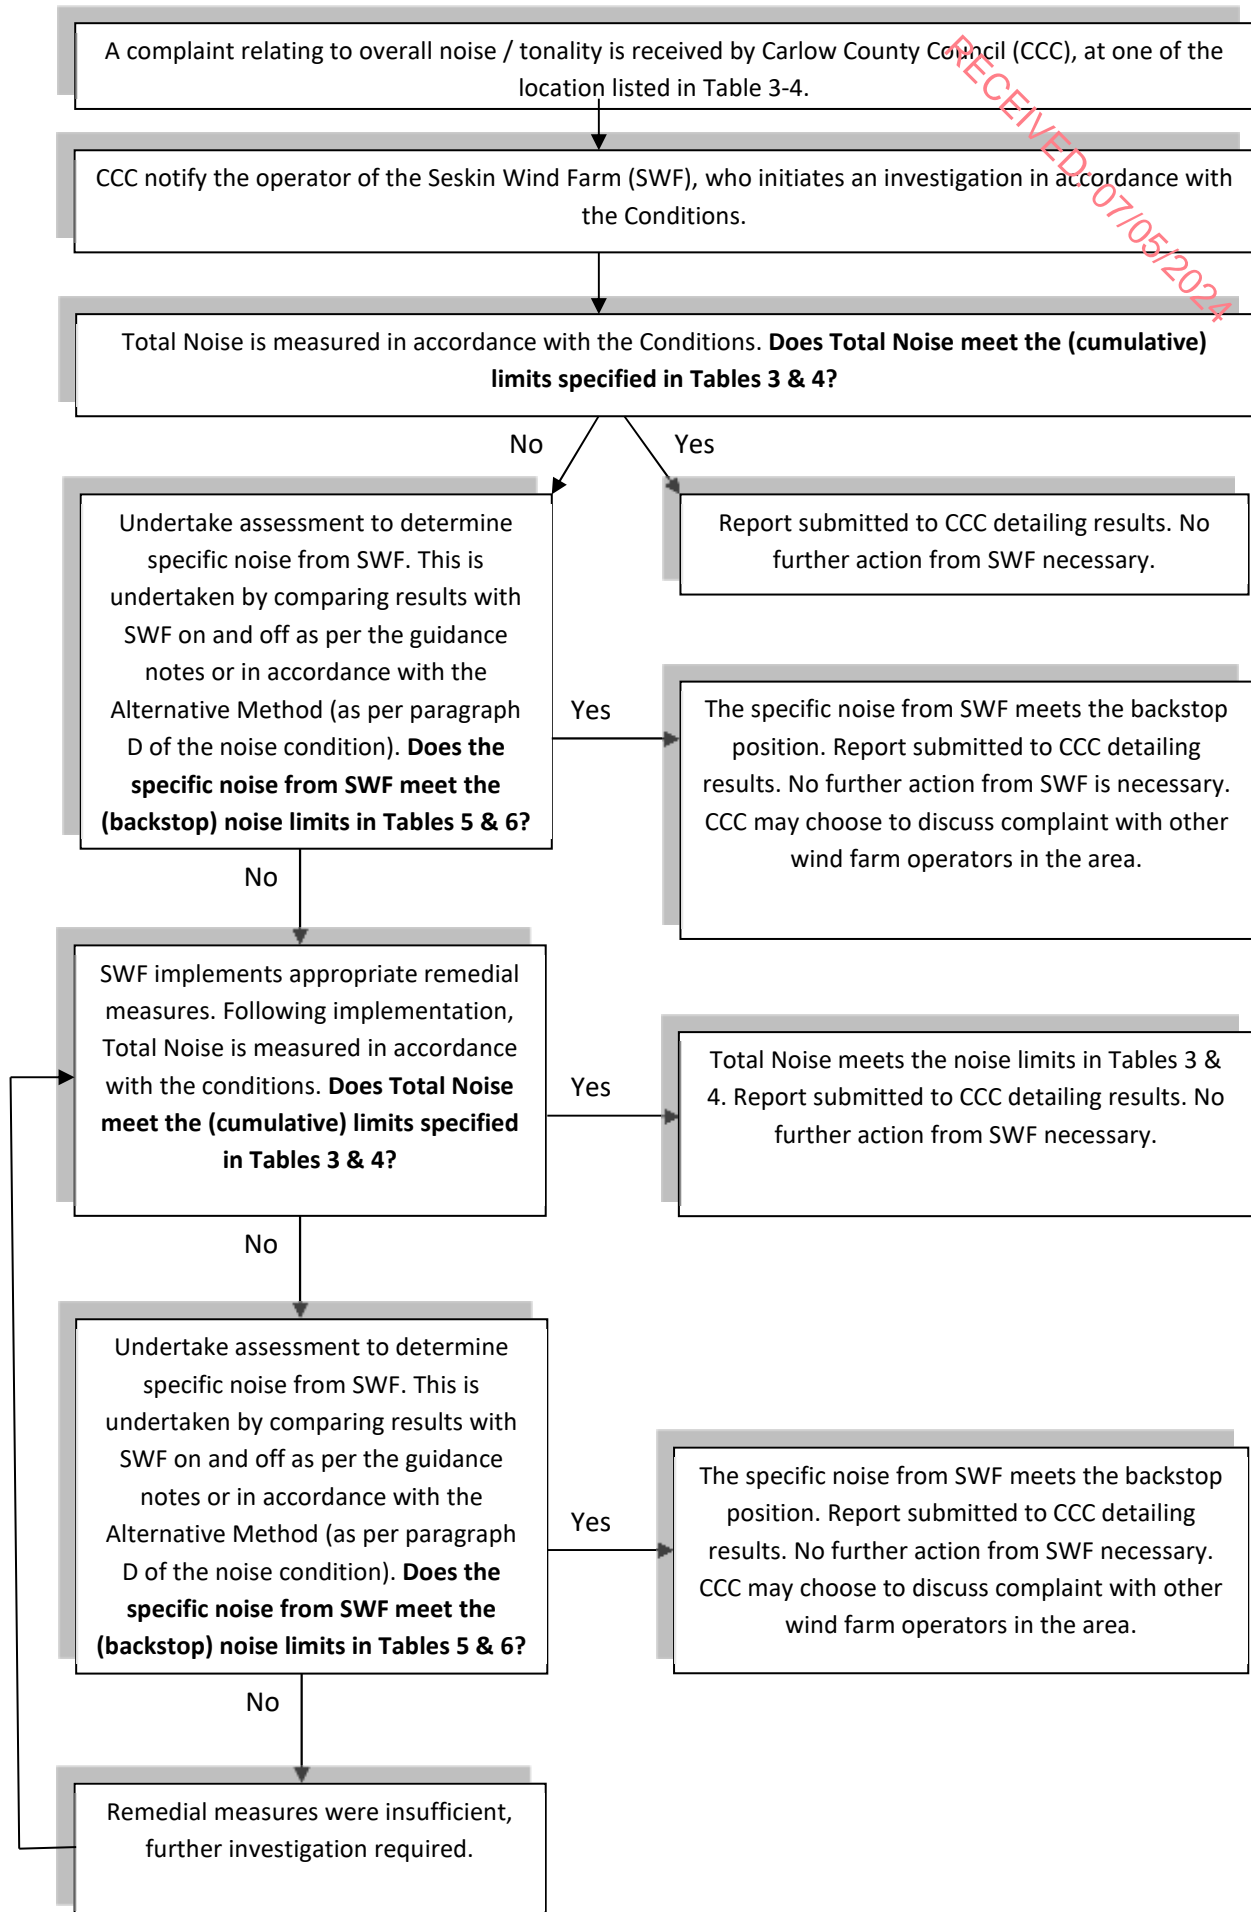 A complaint relating to overall noise / tonality is received by Carlow County Council (CCC), at one of the
location listed in Table 3-4.
RECEIVED: 07/05/2024
CCC notify the operator of the Seskin Wind Farm (SWF), who initiates an investigation in accordance with
the Conditions.
Total Noise is measured in accordance with the Conditions. Does Total Noise meet the (cumulative)
limits specified in Tables 3 & 4?
No
Yes
Undertake assessment to determine
specific noise from SWF. This is
undertaken by comparing results with
SWF on and off as per the guidance
notes or in accordance with the
Alternative Method (as per paragraph
D of the noise condition). Does the
specific noise from SWF meet the
(backstop) noise limits in Tables 5 & 6?
Report submitted to CCC detailing results. No
further action from SWF necessary.
Yes
The specific noise from SWF meets the backstop
position. Report submitted to CCC detailing
results. No further action from SWF is necessary.
CCC may choose to discuss complaint with other
wind farm operators in the area.
No
SWF implements appropriate remedial
measures. Following implementation,
Total Noise is measured in accordance
with the conditions. Does Total Noise
meet the (cumulative) limits specified
in Tables 3 & 4?
Yes
Total Noise meets the noise limits in Tables 3 &
4. Report submitted to CCC detailing results. No
further action from SWF necessary.
No
Undertake assessment to determine
specific noise from SWF. This is
undertaken by comparing results with
SWF on and off as per the guidance
notes or in accordance with the
Alternative Method (as per paragraph
D of the noise condition). Does the
specific noise from SWF meet the
(backstop) noise limits in Tables 5 & 6?
Yes
The specific noise from SWF meets the backstop
position. Report submitted to CCC detailing
results. No further action from SWF necessary.
CCC may choose to discuss complaint with other
wind farm operators in the area.
No
Remedial measures were insufficient,
further investigation required.